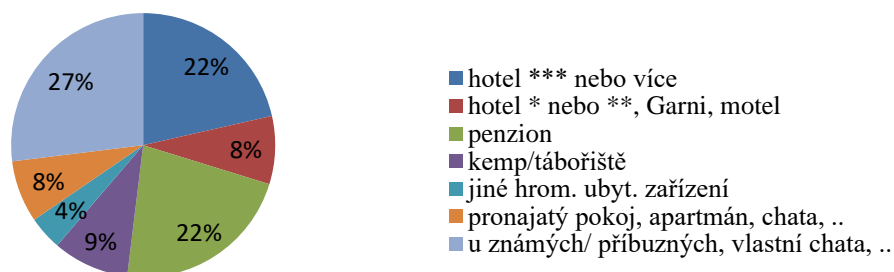 22%
27%
8%
8%
4%
9%
22%
hotel *** nebo více
hotel * nebo **, Garni, motel
penzion
kemp/tábořiště
jiné hrom. ubyt. zařízení
pronajatý pokoj, apartmán, chata, ..
u známých/ příbuzných, vlastní chata, ..